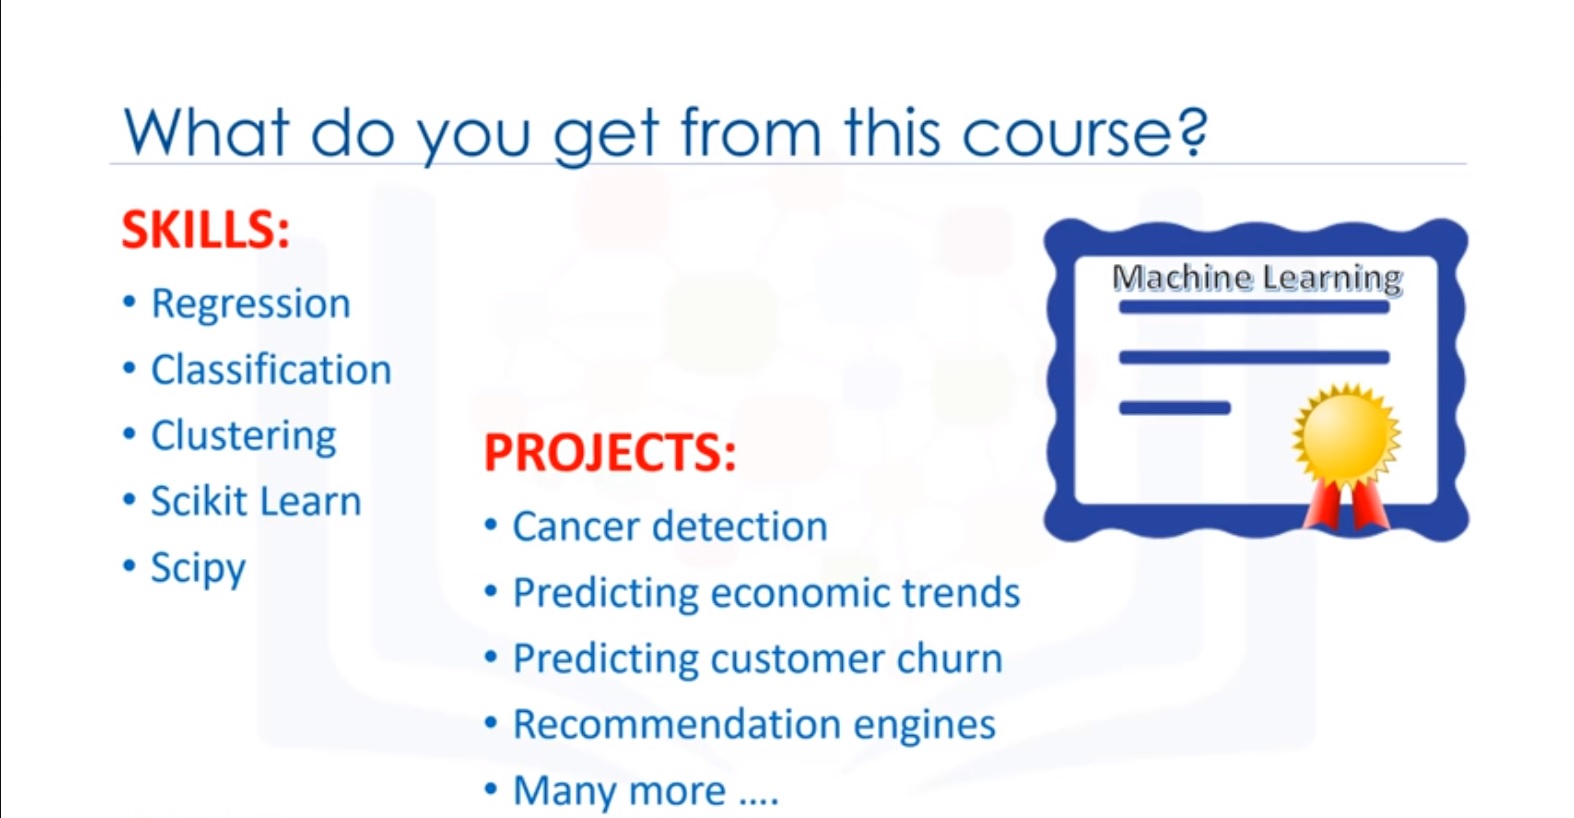 What do you get from this course?
SKILLS:
• Regression
• Classification
• Clustering
• Scikit Learn
• Scipy
PROJECTS:
• Cancer detection
• Predicting economic trends
• Predicting customer churn
• Recommendation engines
• Many more ....
Machine Learning